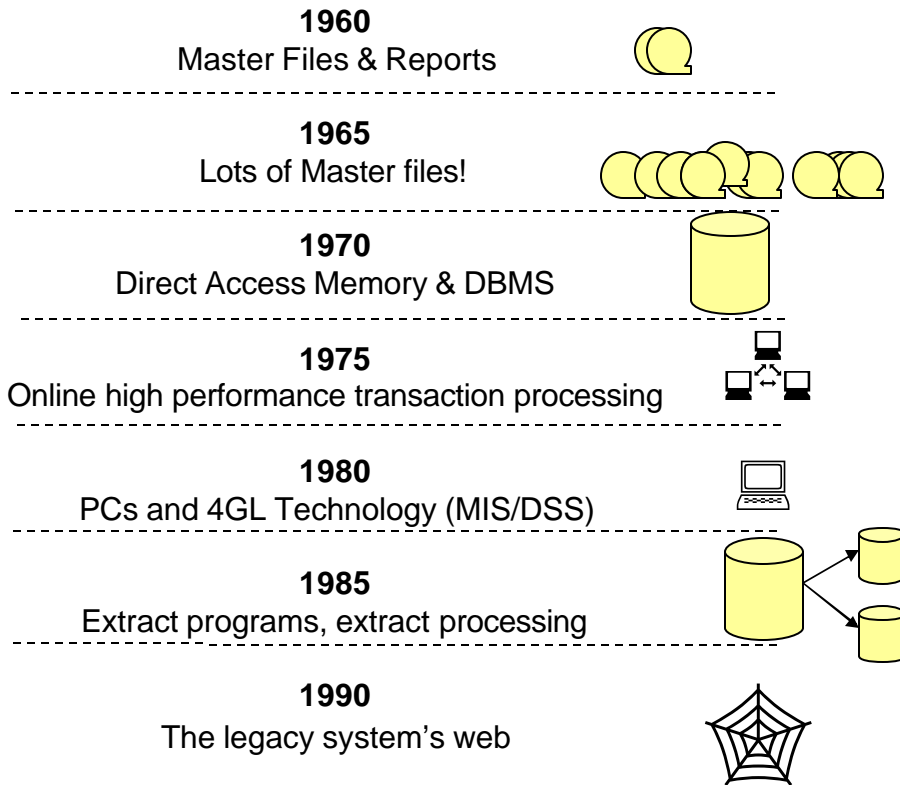 1960
Master Files & Reports
1965
Lots of Master files!
1970
Direct Access Memory & DBMS
1975
Online high performance transaction processing
1980
PCs and 4GL Technology (MIS/DSS)
1985
Extract programs, extract processing
1990
The legacy system’s web